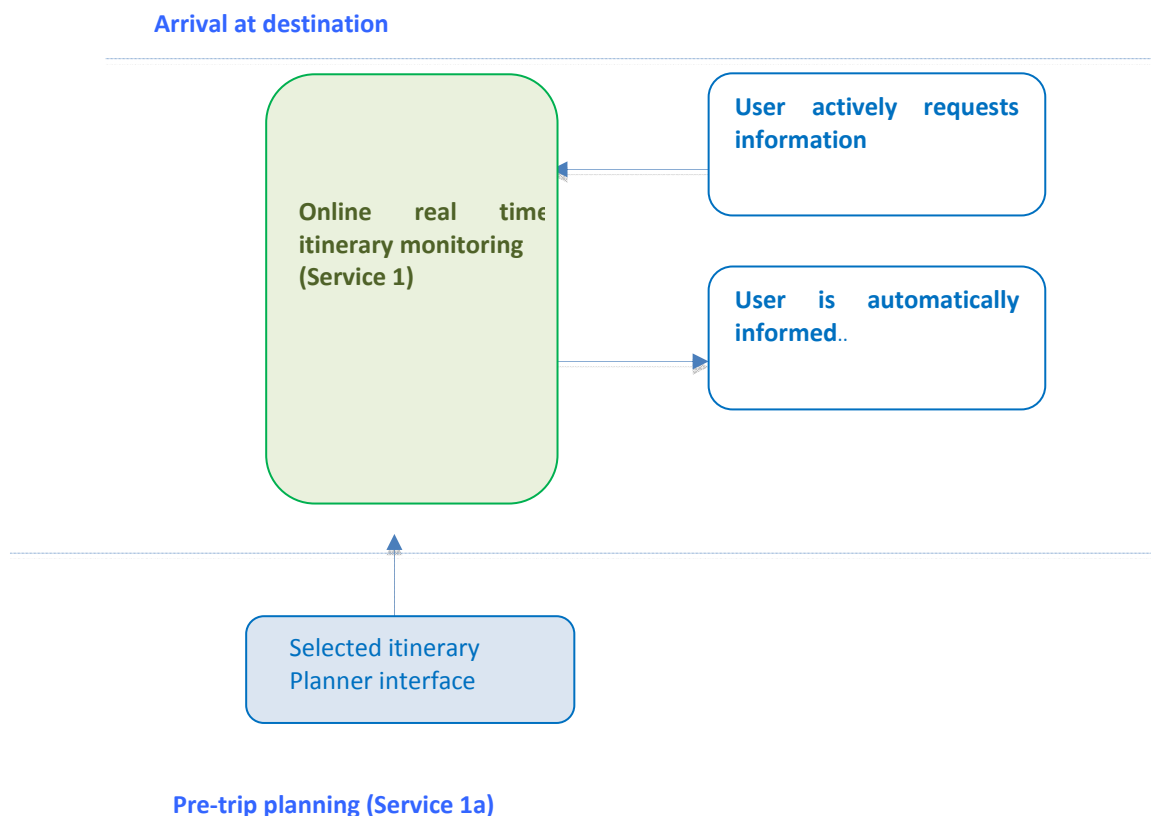 Arrival at destination
User actively requests
information
Online real time
itinerary monitoring
(Service 1)
User is automatically
informed..
Selected itinerary
Planner interface
Pre-trip planning (Service 1a)